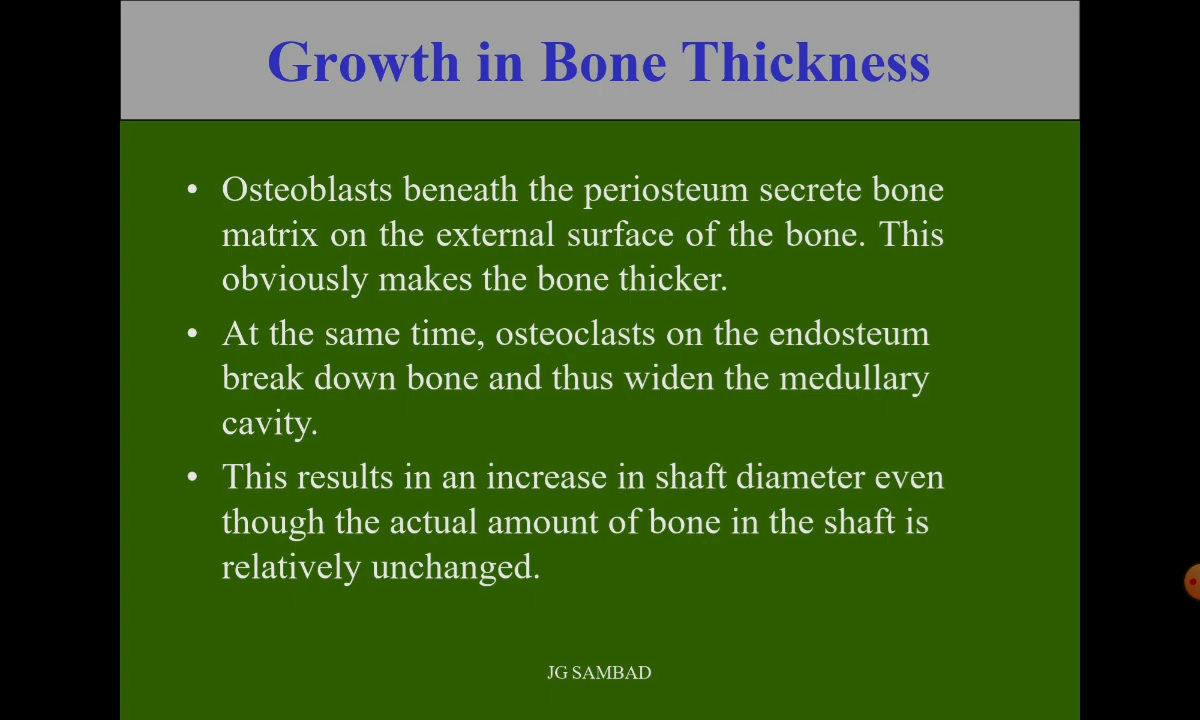 Growth in Bone Thickness
• Osteoblasts beneath the periosteum secrete bone
matrix on the external surface of the bone. This
obviously makes the bone thicker.
• At the same time, osteoclasts on the endosteum
break down bone and thus widen the medullary
cavity.
• This results in an increase in shaft diameter even
though the actual amount of bone in the shaft is
relatively unchanged.
JG SAMBAD